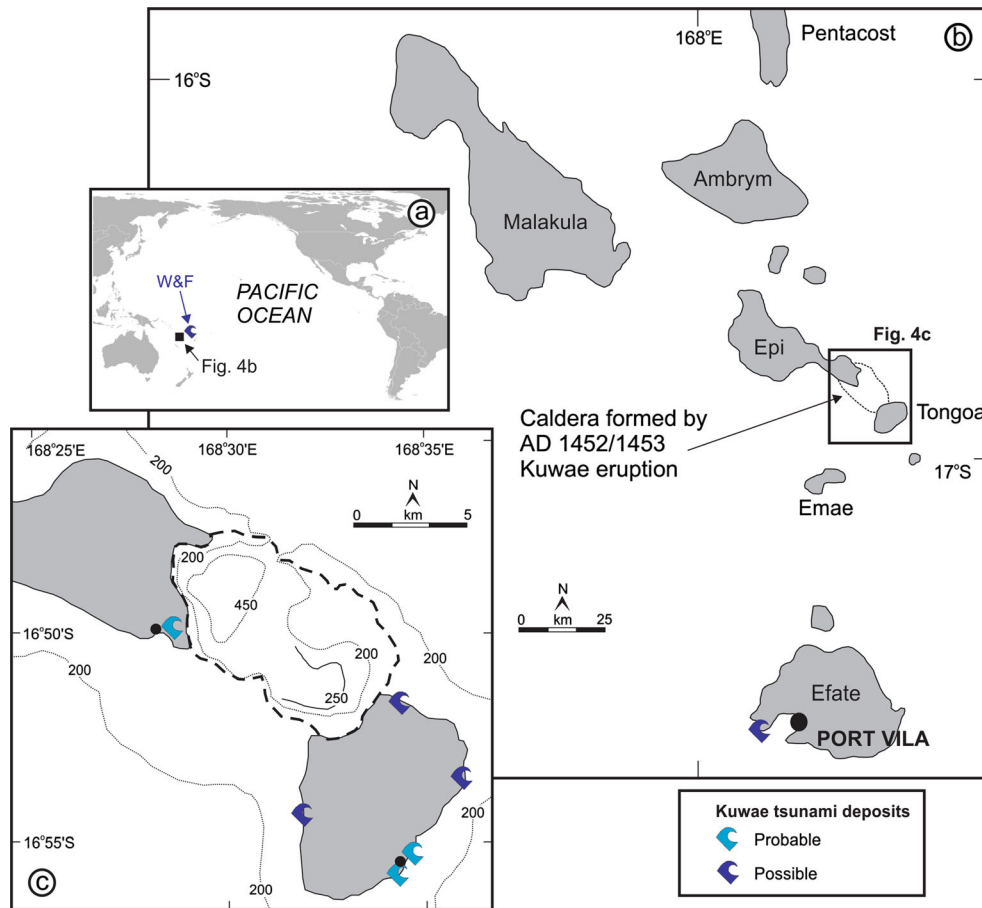 168°E
Pentacost
b
16°S
Ambrym
Malakula
a
W&F
PACIFIC
OCEAN
Fig. 4b
Fig. 4c
Epi
Tongoa
Caldera formed by
AD 1452/1453
Kuwae eruption
17°S
Emae
N
0 25
km
Efate
PORT VILA
168°25'E
168°30'E
168°35'E
200
N
0 5
km
200
450
16°50'S
200
200
200
250
16°55'S
200
200
c
Kuwae tsunami deposits
Probable
Possible